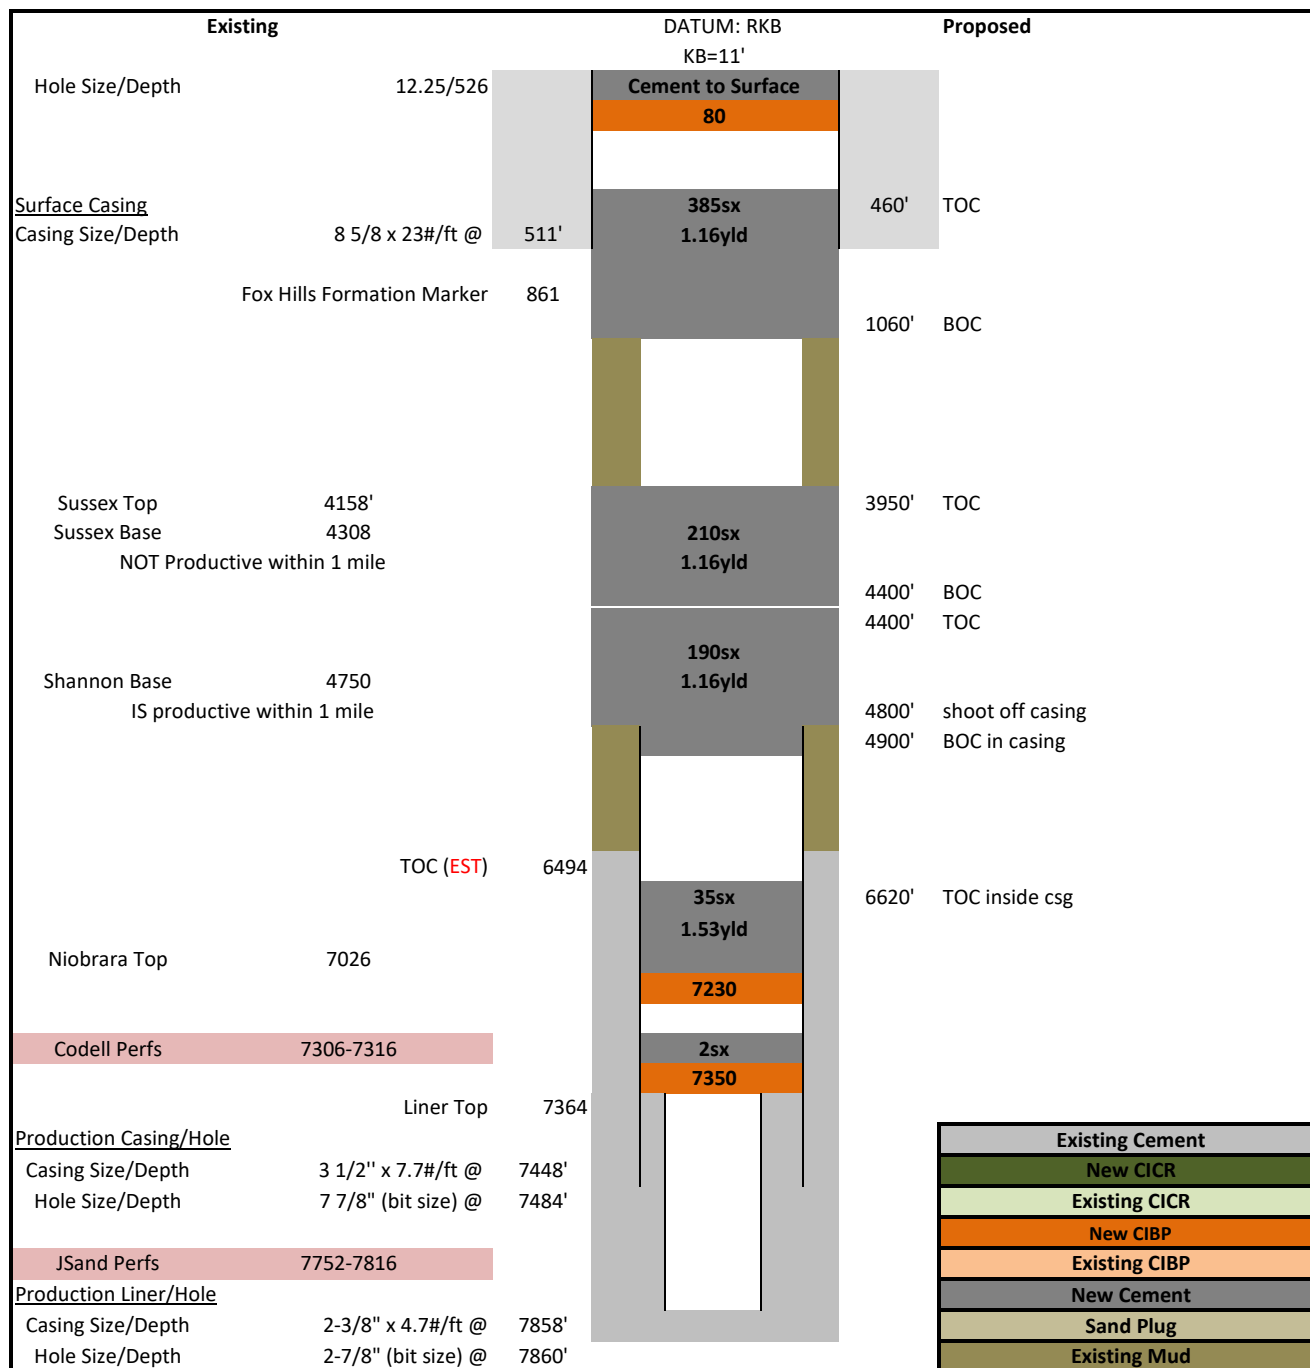 Existing DATUM: RKB Proposed
KB=11'
Hole Size/Depth 12.25/526 Cement to Surface
80
Surface Casing 385sx 460' TOC
Casing Size/Depth 8 5/8 x 23#/ft @ 511' 1.16yld
Fox Hills Formation Marker 861
1060' BOC
Sussex Top 4158' 3950' TOC
Sussex Base 4308 210sx
NOT Productive within 1 mile 1.16yld
4400' BOC
4400' TOC
190sx
Shannon Base 4750 1.16yld
IS productive within 1 mile 4800' shoot off casing
4900' BOC in casing
TOC (EST) 6494
35sx 6620' TOC inside csg
1.53yld
Niobrara Top 7026
7230
Codell Perfs 7306-7316 2sx
7350
Liner Top 7364
Production Casing/Hole Existing Cement
Casing Size/Depth 3 1/2'' x 7.7#/ft @ 7448' New CICR
Hole Size/Depth 7 7/8" (bit size) @ 7484' Existing CICR
New CIBP
JSand Perfs 7752-7816 Existing CIBP
Production Liner/Hole New Cement
Casing Size/Depth 2-3/8" x 4.7#/ft @ 7858' Sand Plug
Hole Size/Depth 2-7/8" (bit size) @ 7860' Existing Mud